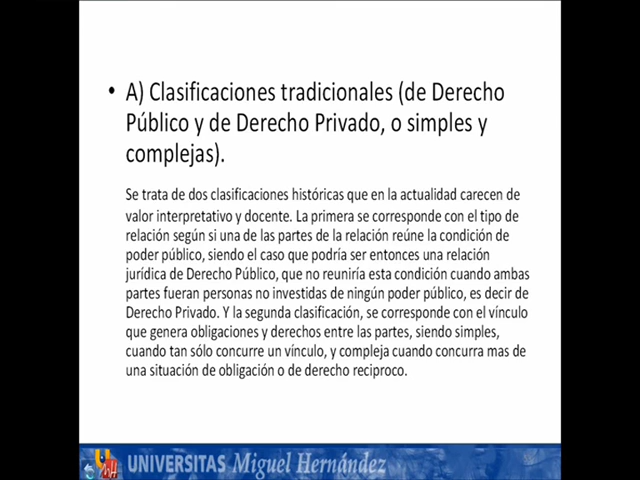 • A) Clasificaciones tradicionales (de Derecho
Público y de Derecho Privado, o simples y
complejas).
Se trata de dos clasificaciones históricas que en la actualidad carecen de
valor interpretativo y docente. La primera se corresponde con el tipo de
relación según si una de las partes de la relación reúne la condición de
poder público, siendo el caso que podría ser entonces una relación
jurídica de Derecho Público, que no reuniría esta condición cuando ambas
partes fueran personas no investidas de ningún poder público, es decir de
Derecho Privado. Y la segunda clasificación, se corresponde con el vínculo
que genera obligaciones y derechos entre las partes, siendo simples,
cuando tan sólo concurre un vínculo, y compleja cuando concurra mas de
una situación de obligación o de derecho reciproco.
UNIVERSITAS Miguel Hernández